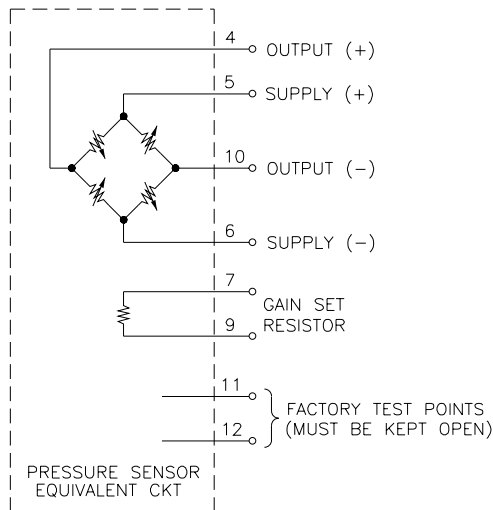 4 OUTPUT (+)
5 SUPPLY (+)
10 OUTPUT (-)
6 SUPPLY (-)
7
GAIN SET
RESISTOR
9
11
FACTORY TEST POINTS
(MUST BE KEPT OPEN)
12
PRESSURE SENSOR
EQUIVALENT CKT